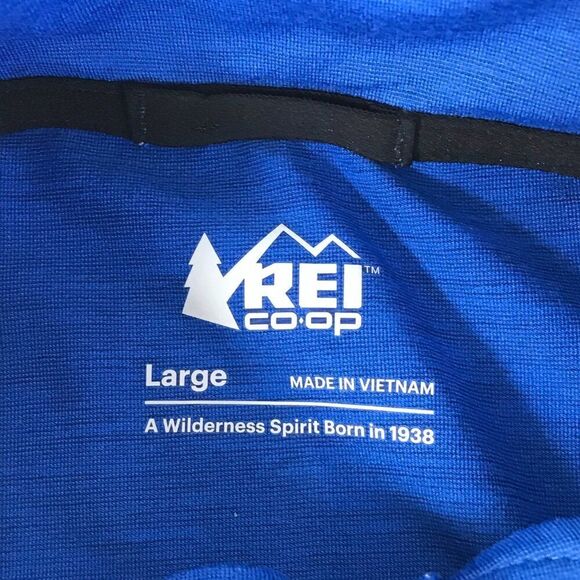 REI™
CO·OP
Large MADE IN VIETNAM
A Wilderness Spirit Born in 1938